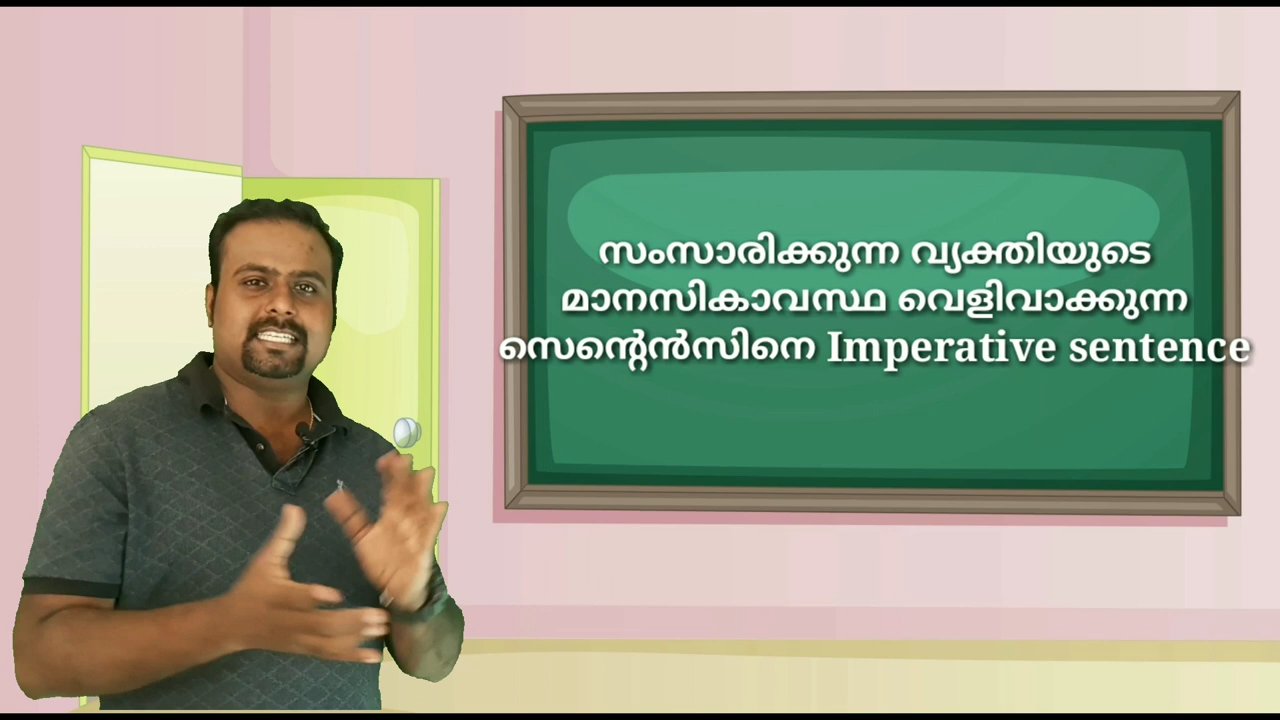 സംസാരിക്കുന്ന വ്യക്തിയുടെ
മാനസികാവസ്ഥ വെളിവാക്കുന്ന
സെന്റെൻസിനെ Imperative sentence